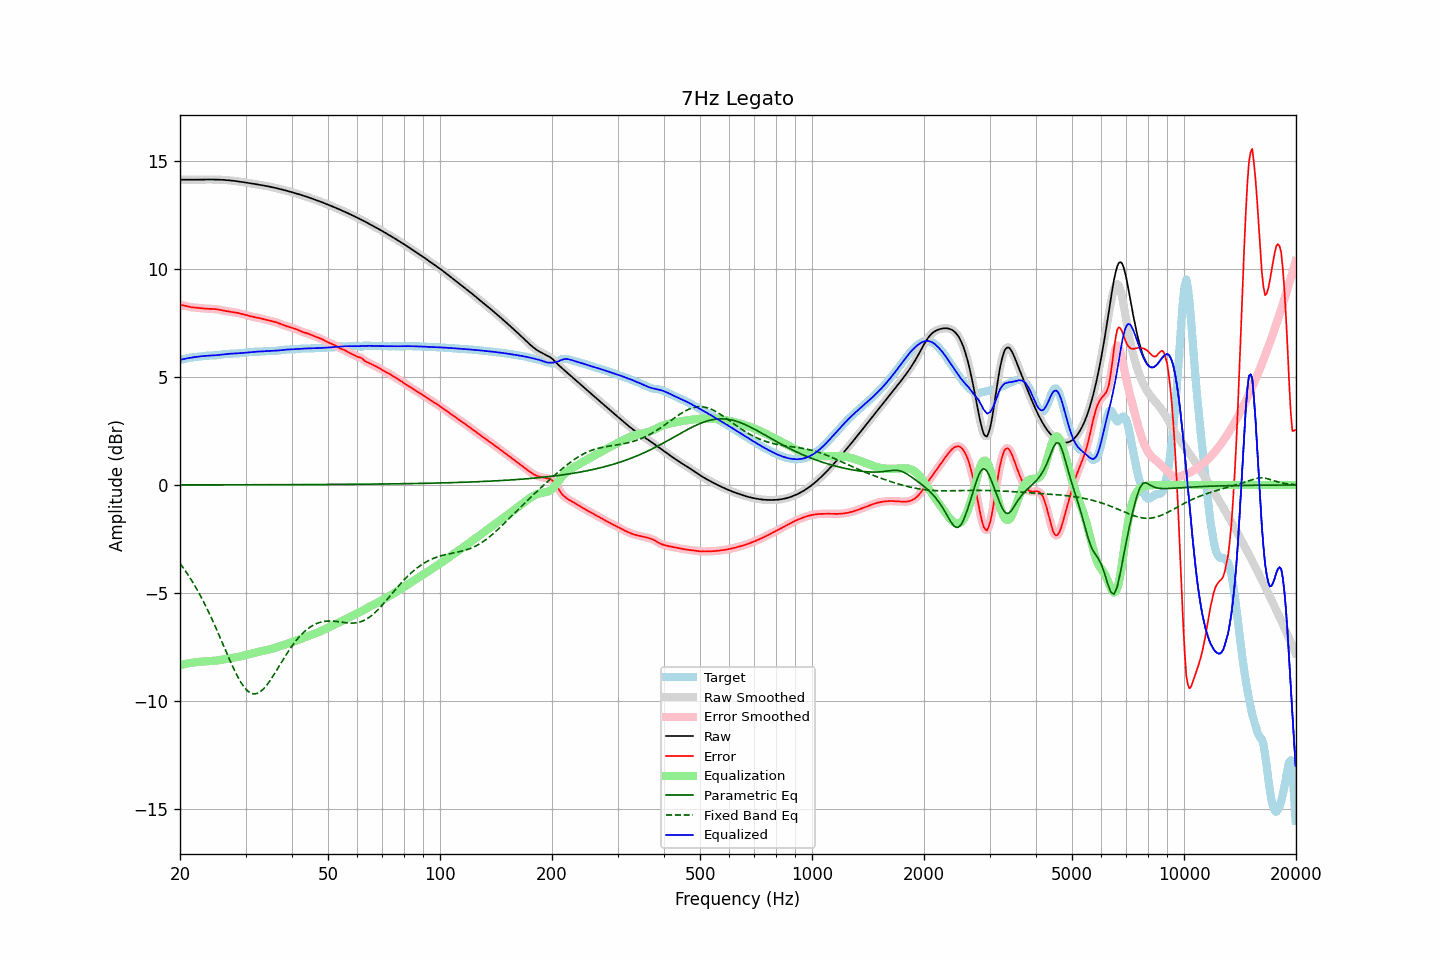 7Hz Legato
Amplitude (dBr)
15
10
5
0
−5
−10
−15
Target
Raw Smoothed
Error Smoothed
Raw
Error
Equalization
Parametric Eq
Fixed Band Eq
Equalized
20 50 100 200 500 1000 2000 5000 10000 20000
Frequency (Hz)